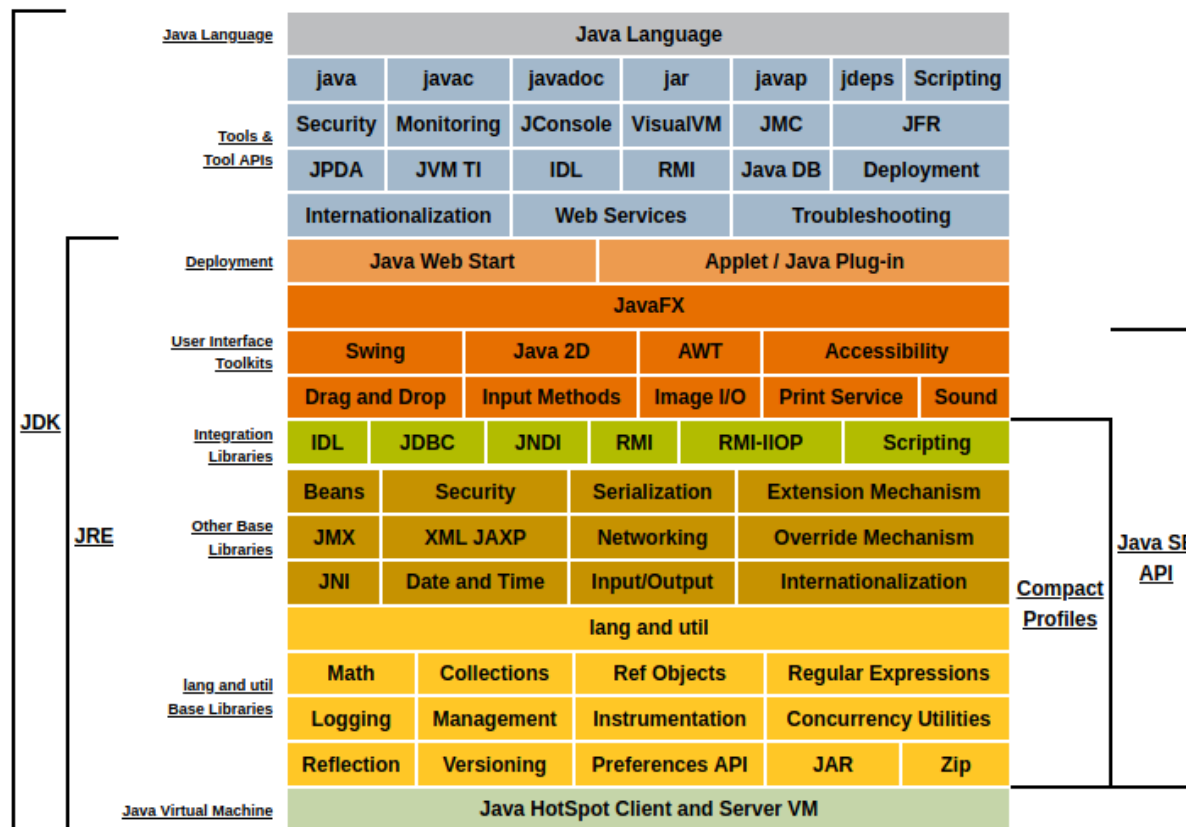 Java Language Java Language
java javac javadoc jar javap jdeps Scripting
Tools &
Tool APIs
Security Monitoring JConsole VisualVM JMC JFR
JPDA JVM TI IDL RMI Java DB Deployment
Internationalization Web Services Troubleshooting
Deployment Java Web Start Applet / Java Plug-in
JavaFX
User Interface
Toolkits
Swing Java 2D AWT Accessibility
Drag and Drop Input Methods Image I/O Print Service Sound
JDK
Integration
Libraries
IDL JDBC JNDI RMI RMI-IIOP Scripting
Beans Security Serialization Extension Mechanism
JRE
Other Base
Libraries
JMX XML JAXP Networking Override Mechanism
Java SE
API
JNI Date and Time Input/Output Internationalization
Compact
Profiles
lang and util
Math Collections Ref Objects Regular Expressions
lang and util
Base Libraries
Logging Management Instrumentation Concurrency Utilities
Reflection Versioning Preferences API JAR Zip
Java Virtual Machine Java HotSpot Client and Server VM